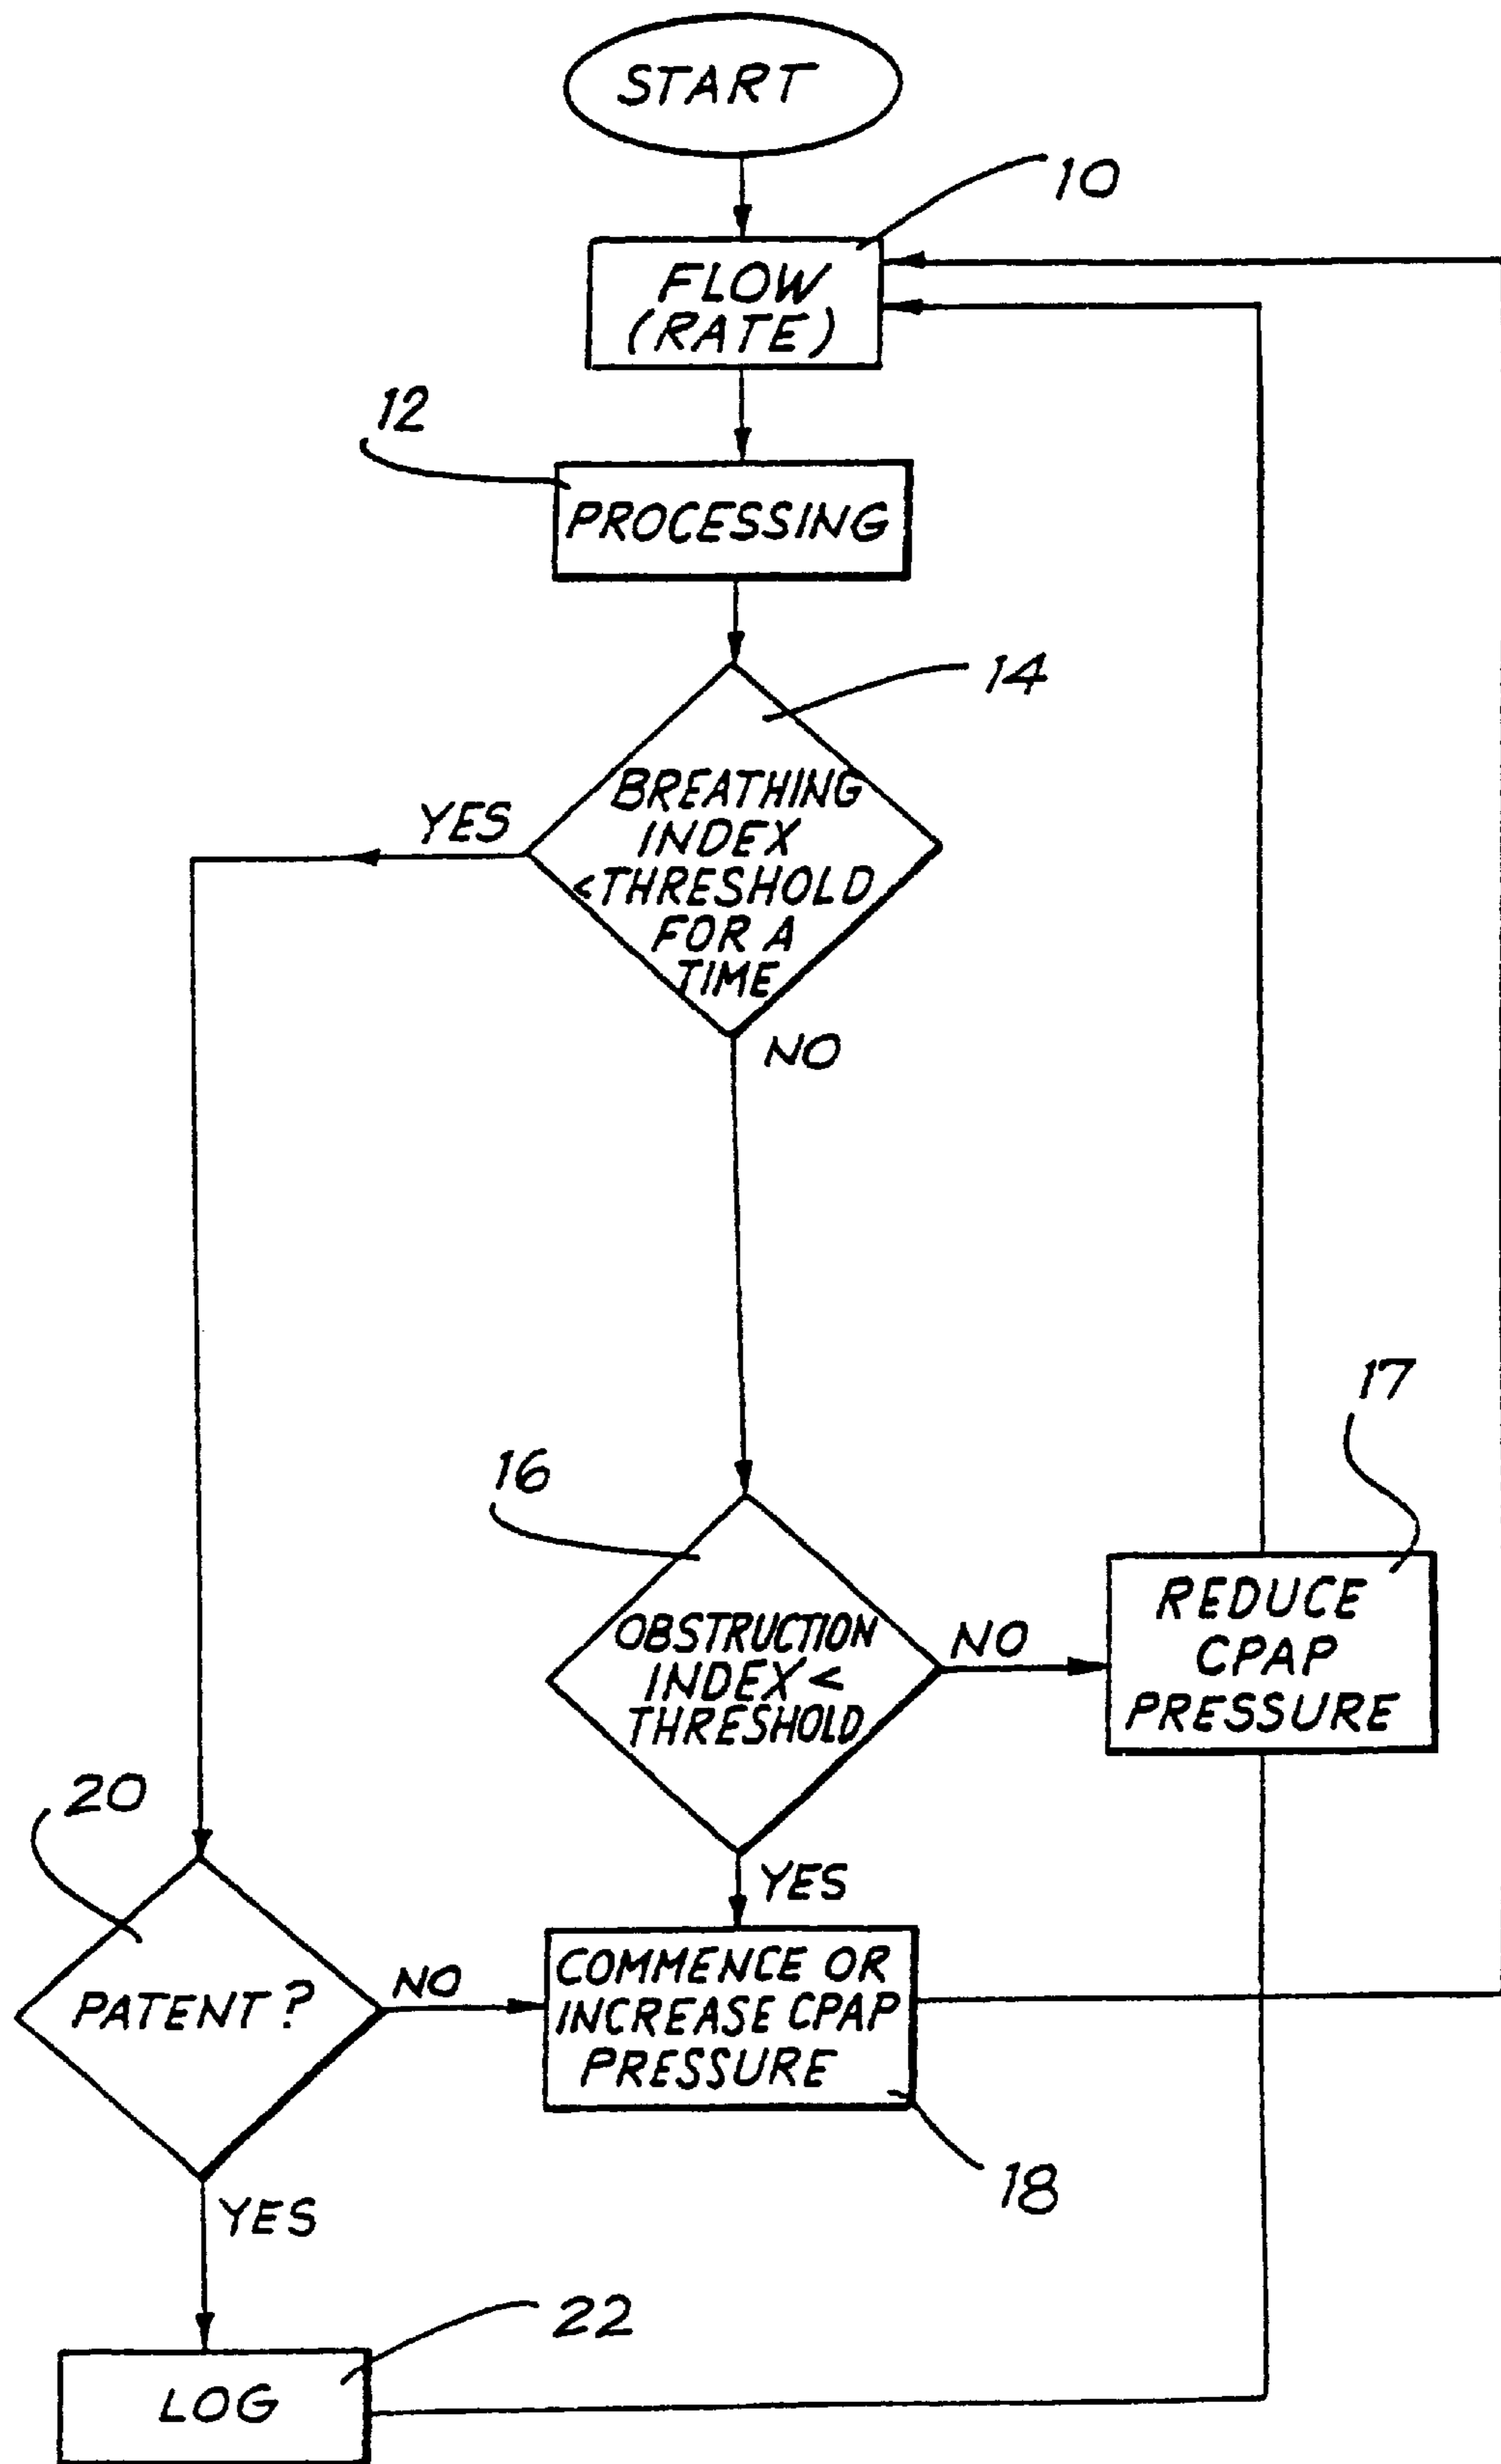 START
10
FLOW
(RATE)
12
PROCESSING
14
BREATHING
INDEX
<THRESHOLD
FOR A
TIME
YES
NO
16
OBSTRUCTION
INDEX <
THRESHOLD
NO
17
REDUCE
CPAP
PRESSURE
YES
20
PATENT?
NO
COMMENCE OR
INCREASE CPAP
PRESSURE
18
YES
22
LOG